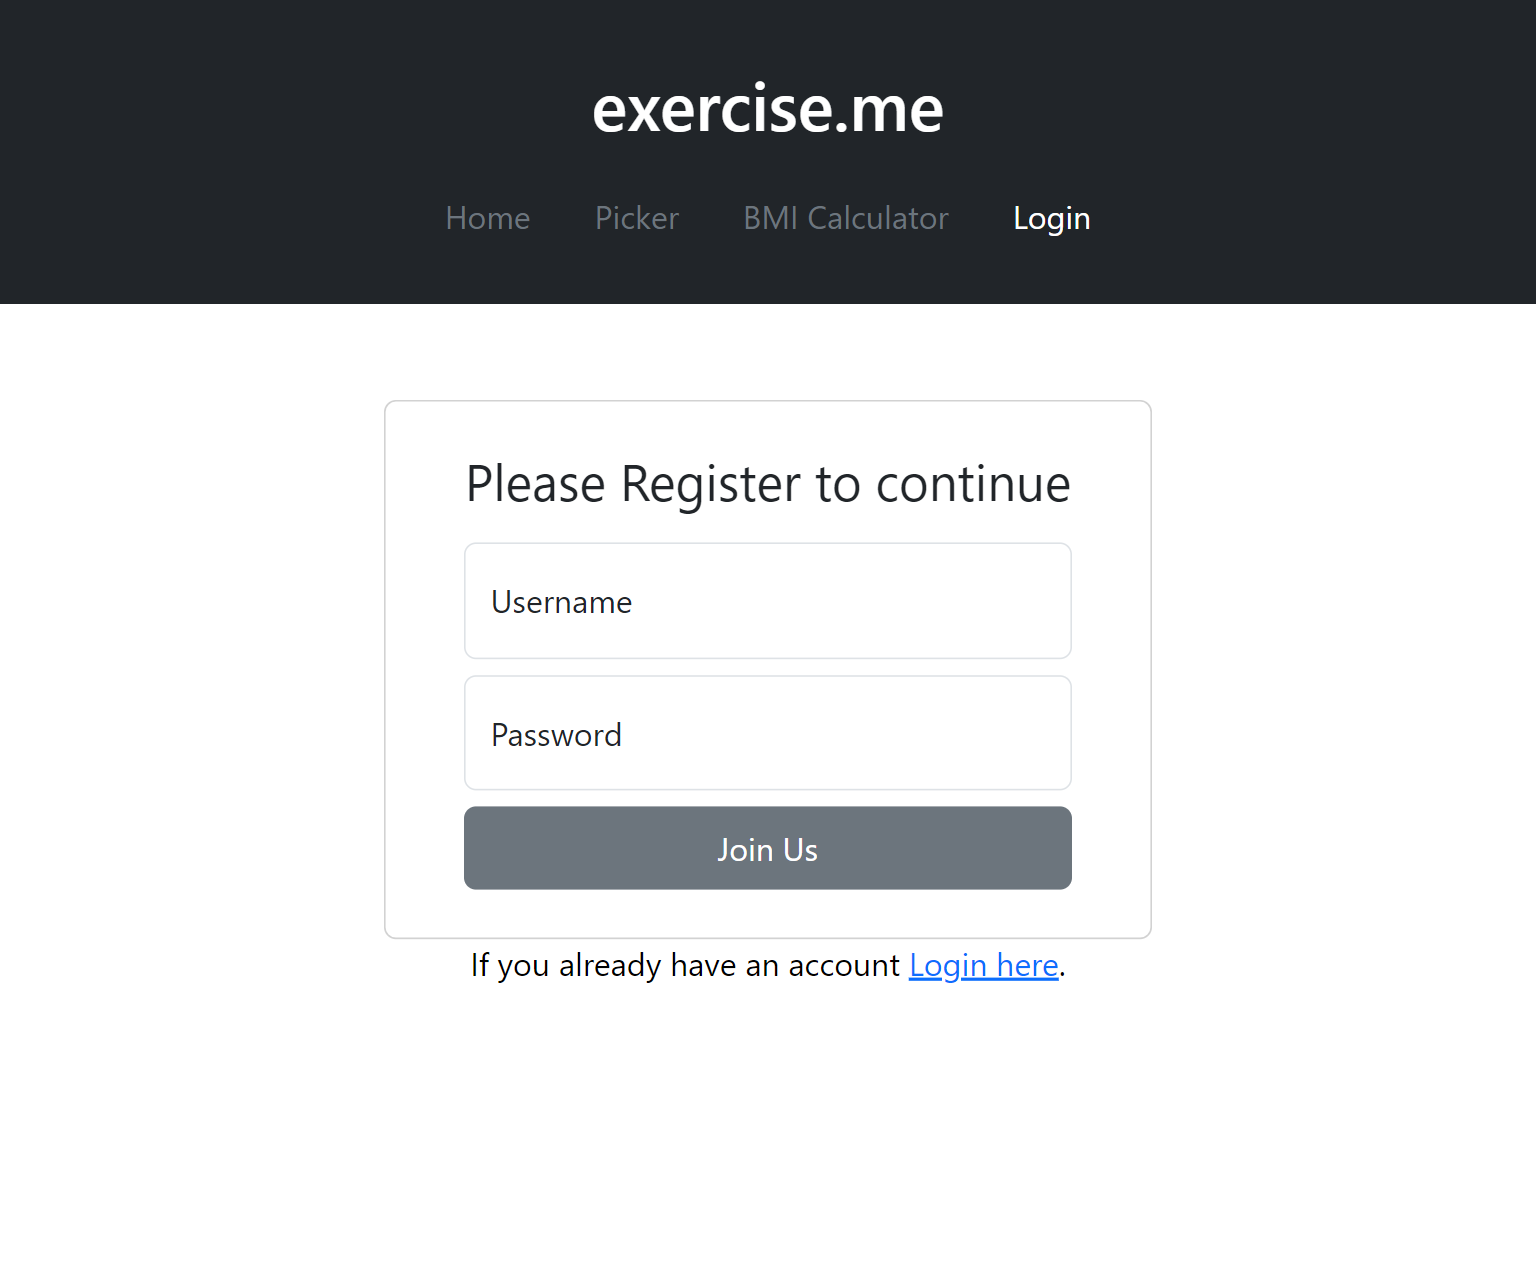 exercise.me
Home Picker BMI Calculator Login
Please Register to continue
Username
Password
Join Us
If you already have an account Login here.